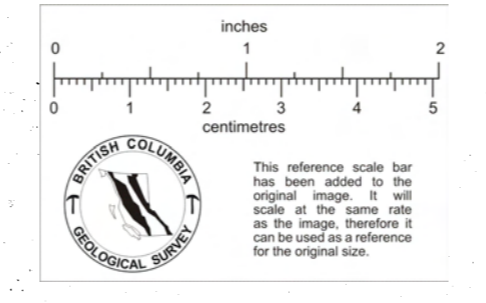 inches
0 1 2
0 1 2 3 4 5
centimetres
BRITISH COLUMBIA
GEOLOGICAL SURVEY
This reference scale bar
has been added to the
original image. It will
scale at the same rate
as the image, therefore it
can be used as a reference
for the original size.